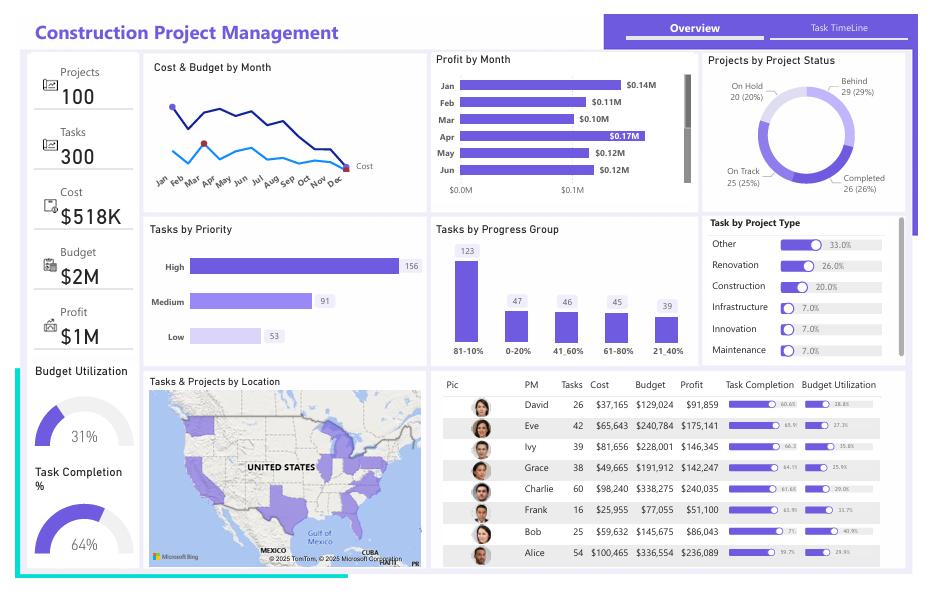 Construction Project Management
Overview
Task TimeLine
Projects
100
Tasks
300
Cost
$518K
Budget
$2M
Profit
$1M
Budget Utilization
31%
Task Completion
%
64%
Cost & Budget by Month
Cost
Jan
Feb
Mar
Apr
May
Jun
Jul
Aug
Sep
Oct
Nov
Dec
Profit by Month
Jan $0.14M
Feb $0.11M
Mar $0.10M
Apr $0.17M
May $0.12M
Jun $0.12M
$0.0M $0.1M
Projects by Project Status
On Hold
20 (20%)
Behind
29 (29%)
On Track
25 (25%)
Completed
26 (26%)
Tasks by Priority
High 156
Medium 91
Low 53
Tasks by Progress Group
123 47 46 45 39
81-10% 0-20% 41_60% 61-80% 21_40%
Task by Project Type
Other 33.0%
Renovation 26.0%
Construction 20.0%
Infrastructure 7.0%
Innovation 7.0%
Maintenance 7.0%
Tasks & Projects by Location
UNITED STATES
Gulf of
Mexico
MEXICO
CUBA
HAITI
PR
Microsoft Bing
© 2025 TomTom, © 2025 Microsoft Corporation
Pic PM Tasks Cost Budget Profit Task Completion Budget Utilization
David 26 $37,165 $129,024 $91,859 60.6% 28.8%
Eve 42 $65,643 $240,784 $175,141 65.9% 27.3%
Ivy 39 $81,656 $228,001 $146,345 66.2 35.8%
Grace 38 $49,665 $191,912 $142,247 64.1% 25.9%
Charlie 60 $98,240 $338,275 $240,035 61.6% 29.0%
Frank 16 $25,955 $77,055 $51,100 63.9% 33.7%
Bob 25 $59,632 $145,675 $86,043 71% 40.9%
Alice 54 $100,465 $336,554 $236,089 59.7% 29.9%